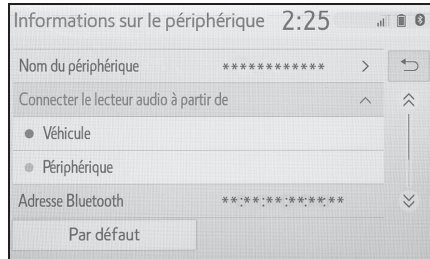 Informations sur le périphérique 2:25
Nom du périphérique ************
Connecter le lecteur audio à partir de
Véhicule
Périphérique
Adresse Bluetooth **:**:**:**:**:**
Par défaut